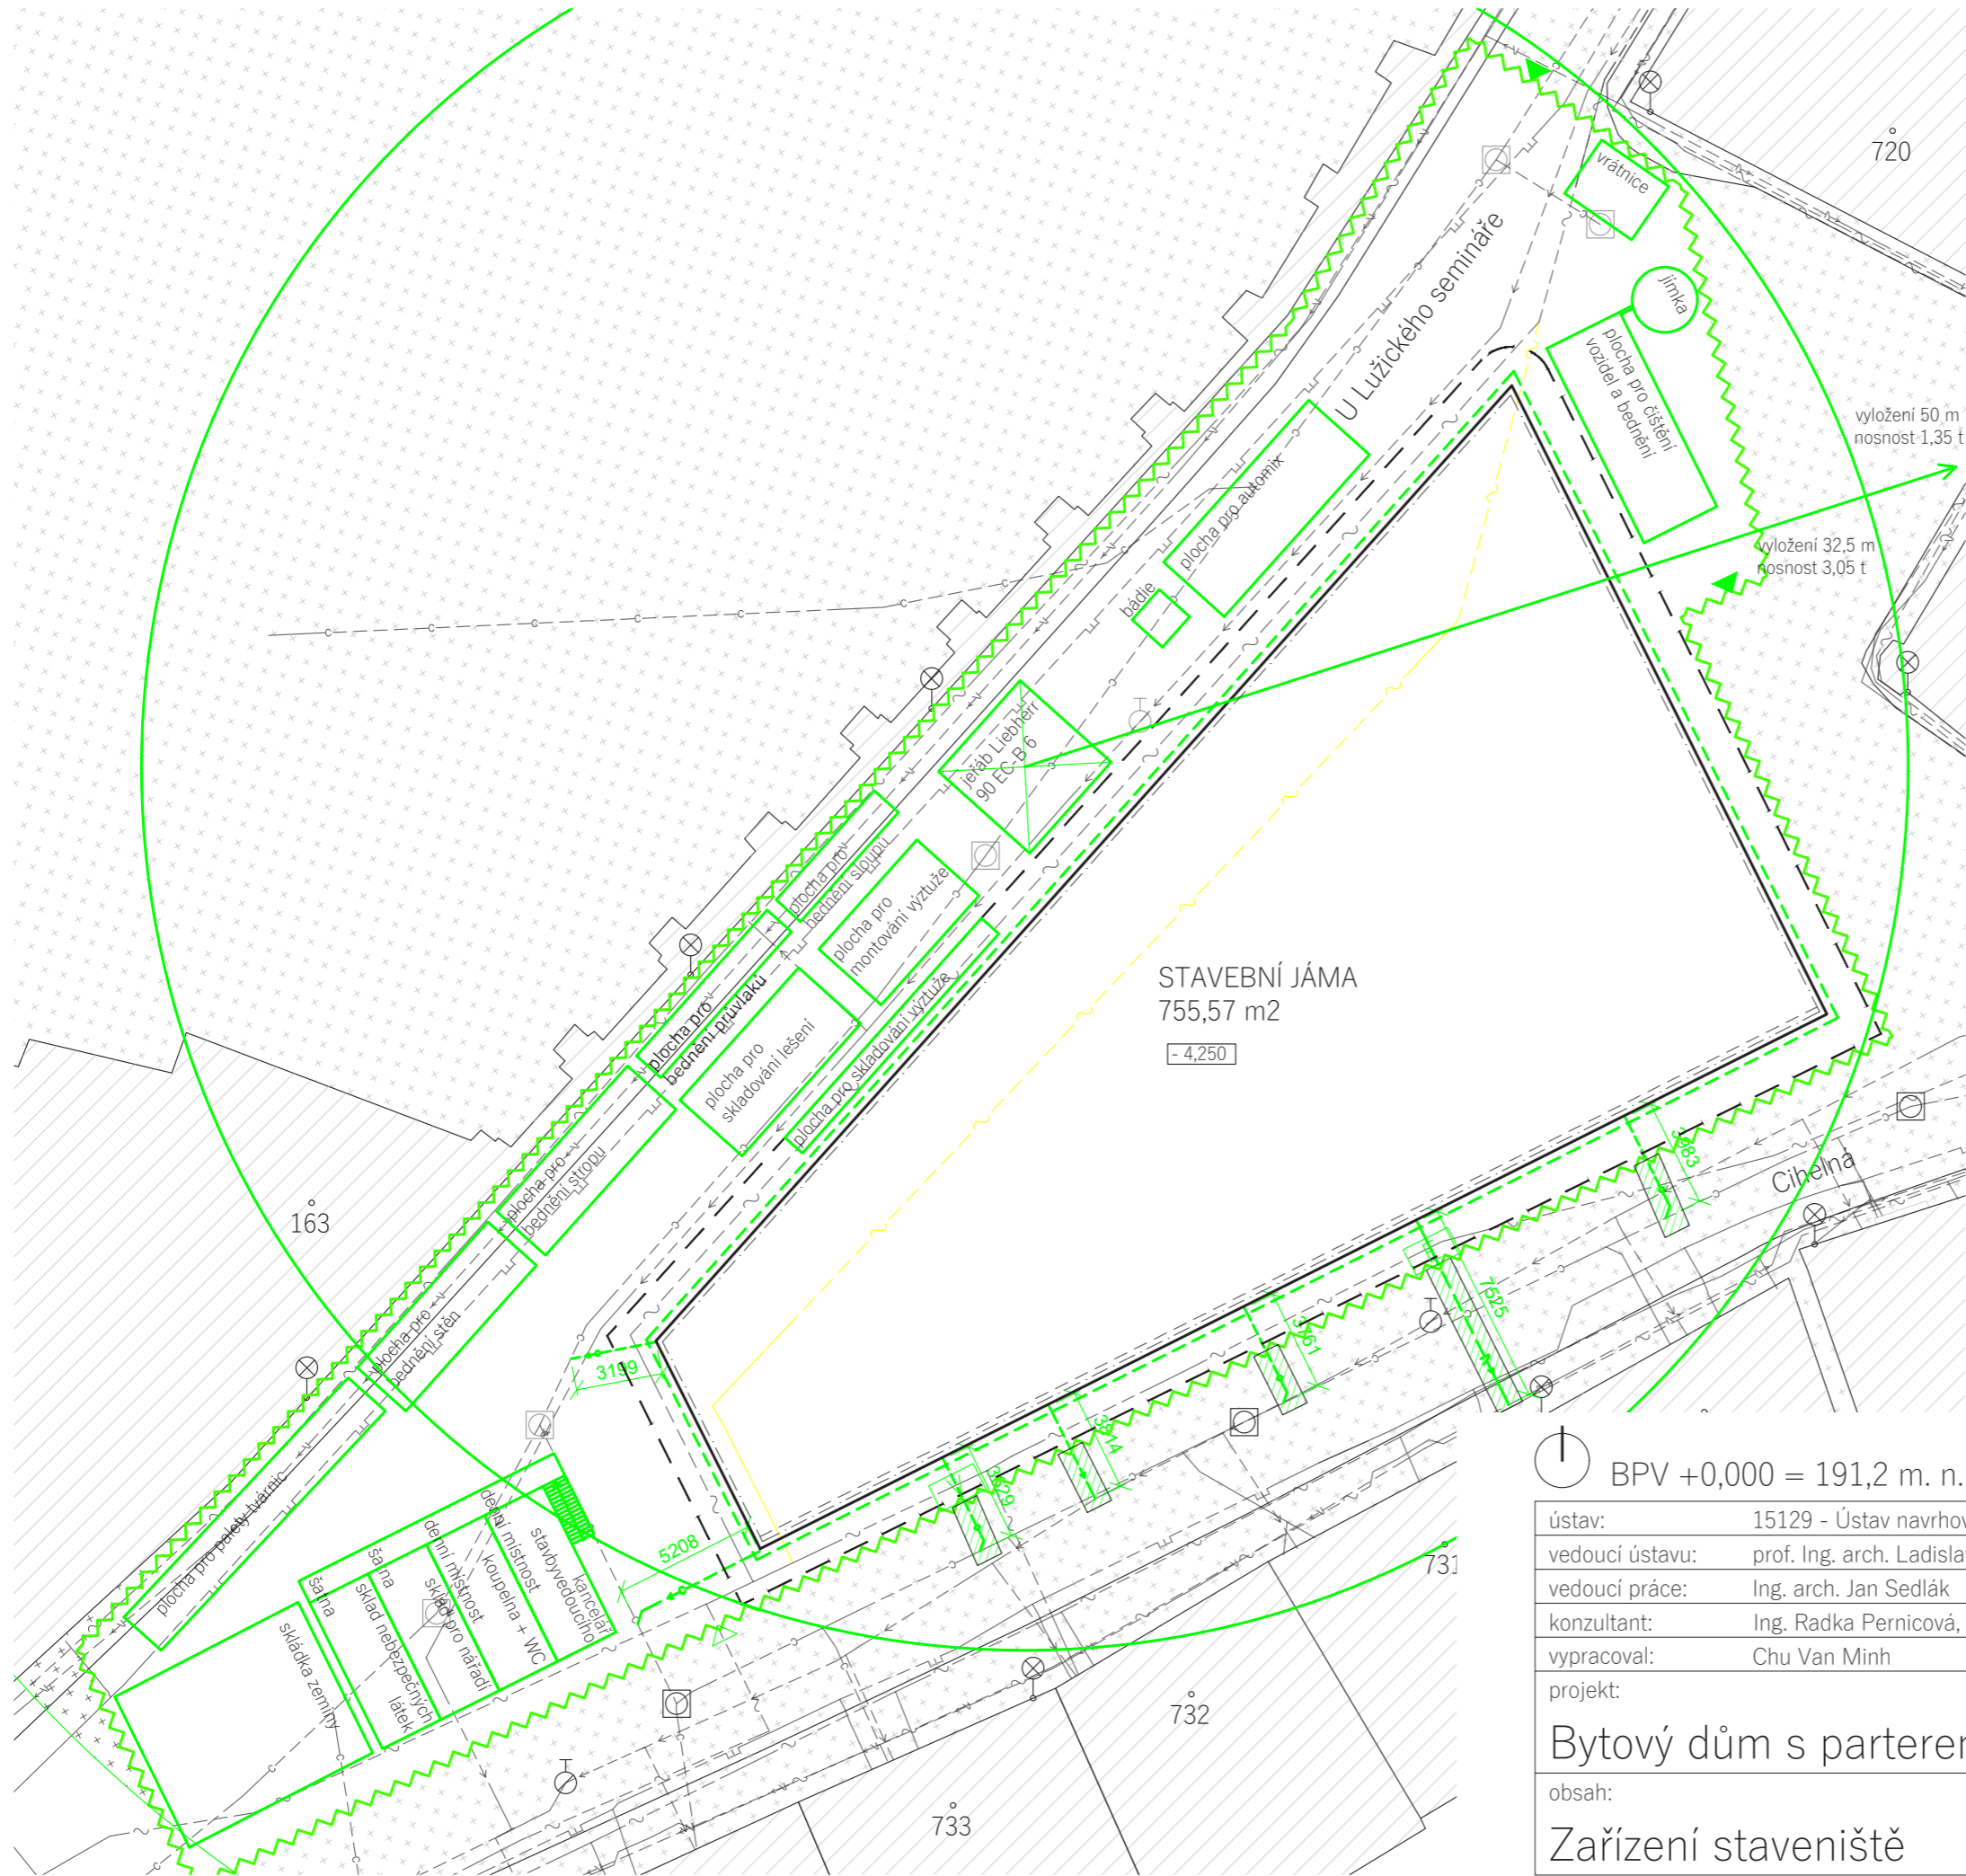 720
vrátnice
U Lužického semináře
jímka
plocha pro čištění
vozidel a bednění
vyložení 50 m
nosnost 1,35 t
vyložení 32,5 m
nosnost 3,05 t
plocha pro automix
bádie
jeřáb Liebherr
90 EC-B 6
plocha pro
bednění sloupu
plocha pro
montování výztuže
plocha pro
bednění průvlaků
plocha pro
skladování lešení
plocha pro skladování výztuže
STAVEBNÍ JÁMA
755,57 m2
- 4,250
plocha pro
bednění stropu
163
plocha pro
bednění stěn
plocha pro palety tvárnic
3983
Cihelná
7525
3199
5208
731
732
733
kancelář
stavbyvedoucího
denní místnost
koupelna + WC
denní místnost
sklad pro nářadí
šatna
sklad nebezpečných
látek
šatna
skládka zeminy
BPV +0,000 = 191,2 m. n.
ústav: 15129 - Ústav navrhov
vedoucí ústavu: prof. Ing. arch. Ladisla
vedoucí práce: Ing. arch. Jan Sedlák
konzultant: Ing. Radka Pernicová,
vypracoval: Chu Van Minh
projekt:
Bytový dům s parterem
obsah:
Zařízení staveniště